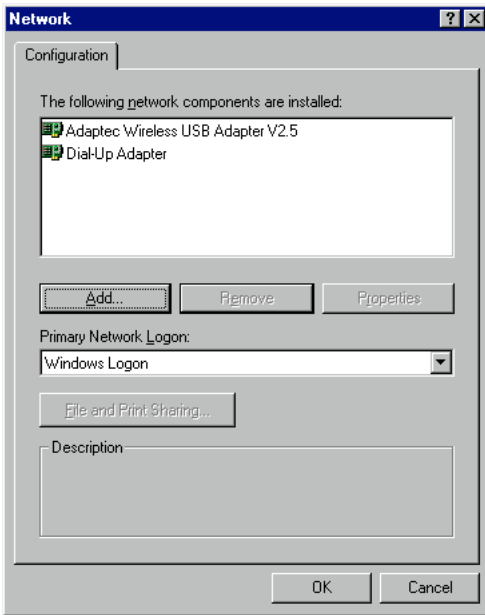 Network
Configuration
The following network components are installed:
Adaptec Wireless USB Adapter V2.5
Dial-Up Adapter
Add...
Remove
Properties
Primary Network Logon:
Windows Logon
File and Print Sharing...
Description
OK
Cancel